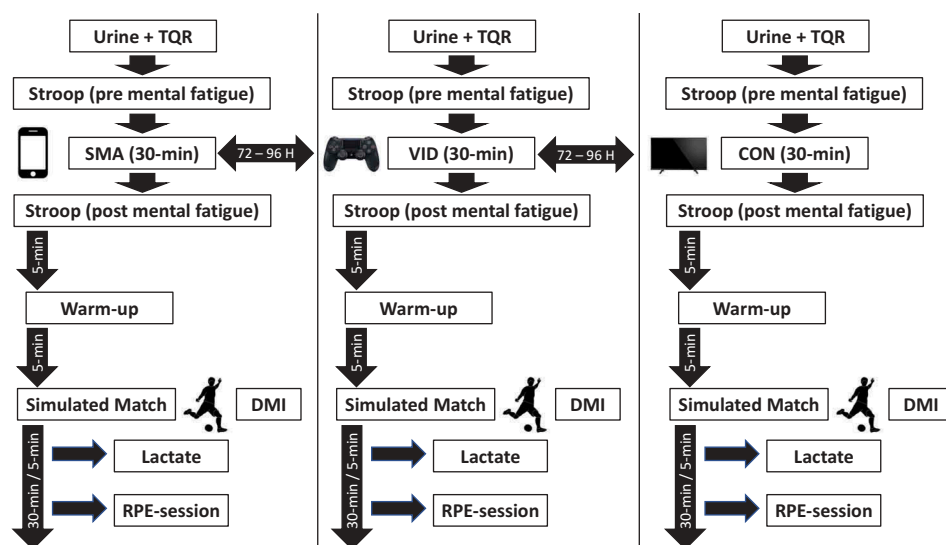 Urine + TQR
Stroop (pre mental fatigue)
SMA (30-min)
72 – 96 H
Stroop (post mental fatigue)
5-min
Warm-up
5-min
Simulated Match
DMI
30-min / 5-min
Lactate
RPE-session
Urine + TQR
Stroop (pre mental fatigue)
VID (30-min)
72 – 96 H
Stroop (post mental fatigue)
5-min
Warm-up
5-min
Simulated Match
DMI
30-min / 5-min
Lactate
RPE-session
Urine + TQR
Stroop (pre mental fatigue)
CON (30-min)
Stroop (post mental fatigue)
5-min
Warm-up
5-min
Simulated Match
DMI
30-min / 5-min
Lactate
RPE-session